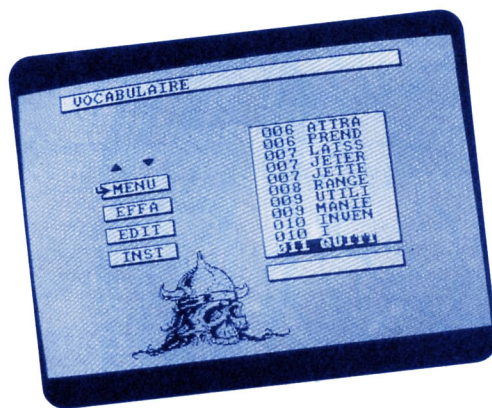 VOCABULAIRE
MENU
EFFA
EDIT
INST
006 ATTRA
006 PREND
007 LAISS
007 JETER
007 JETTE
008 RANGE
009 UTILI
009 MANIE
010 INVEN
010 I
011 QUITT